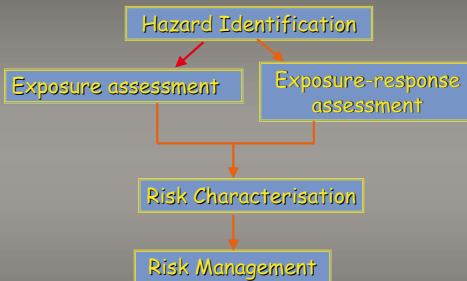 Hazard Identification
Exposure assessment
Exposure-response
assessment
Risk Characterisation
Risk Management